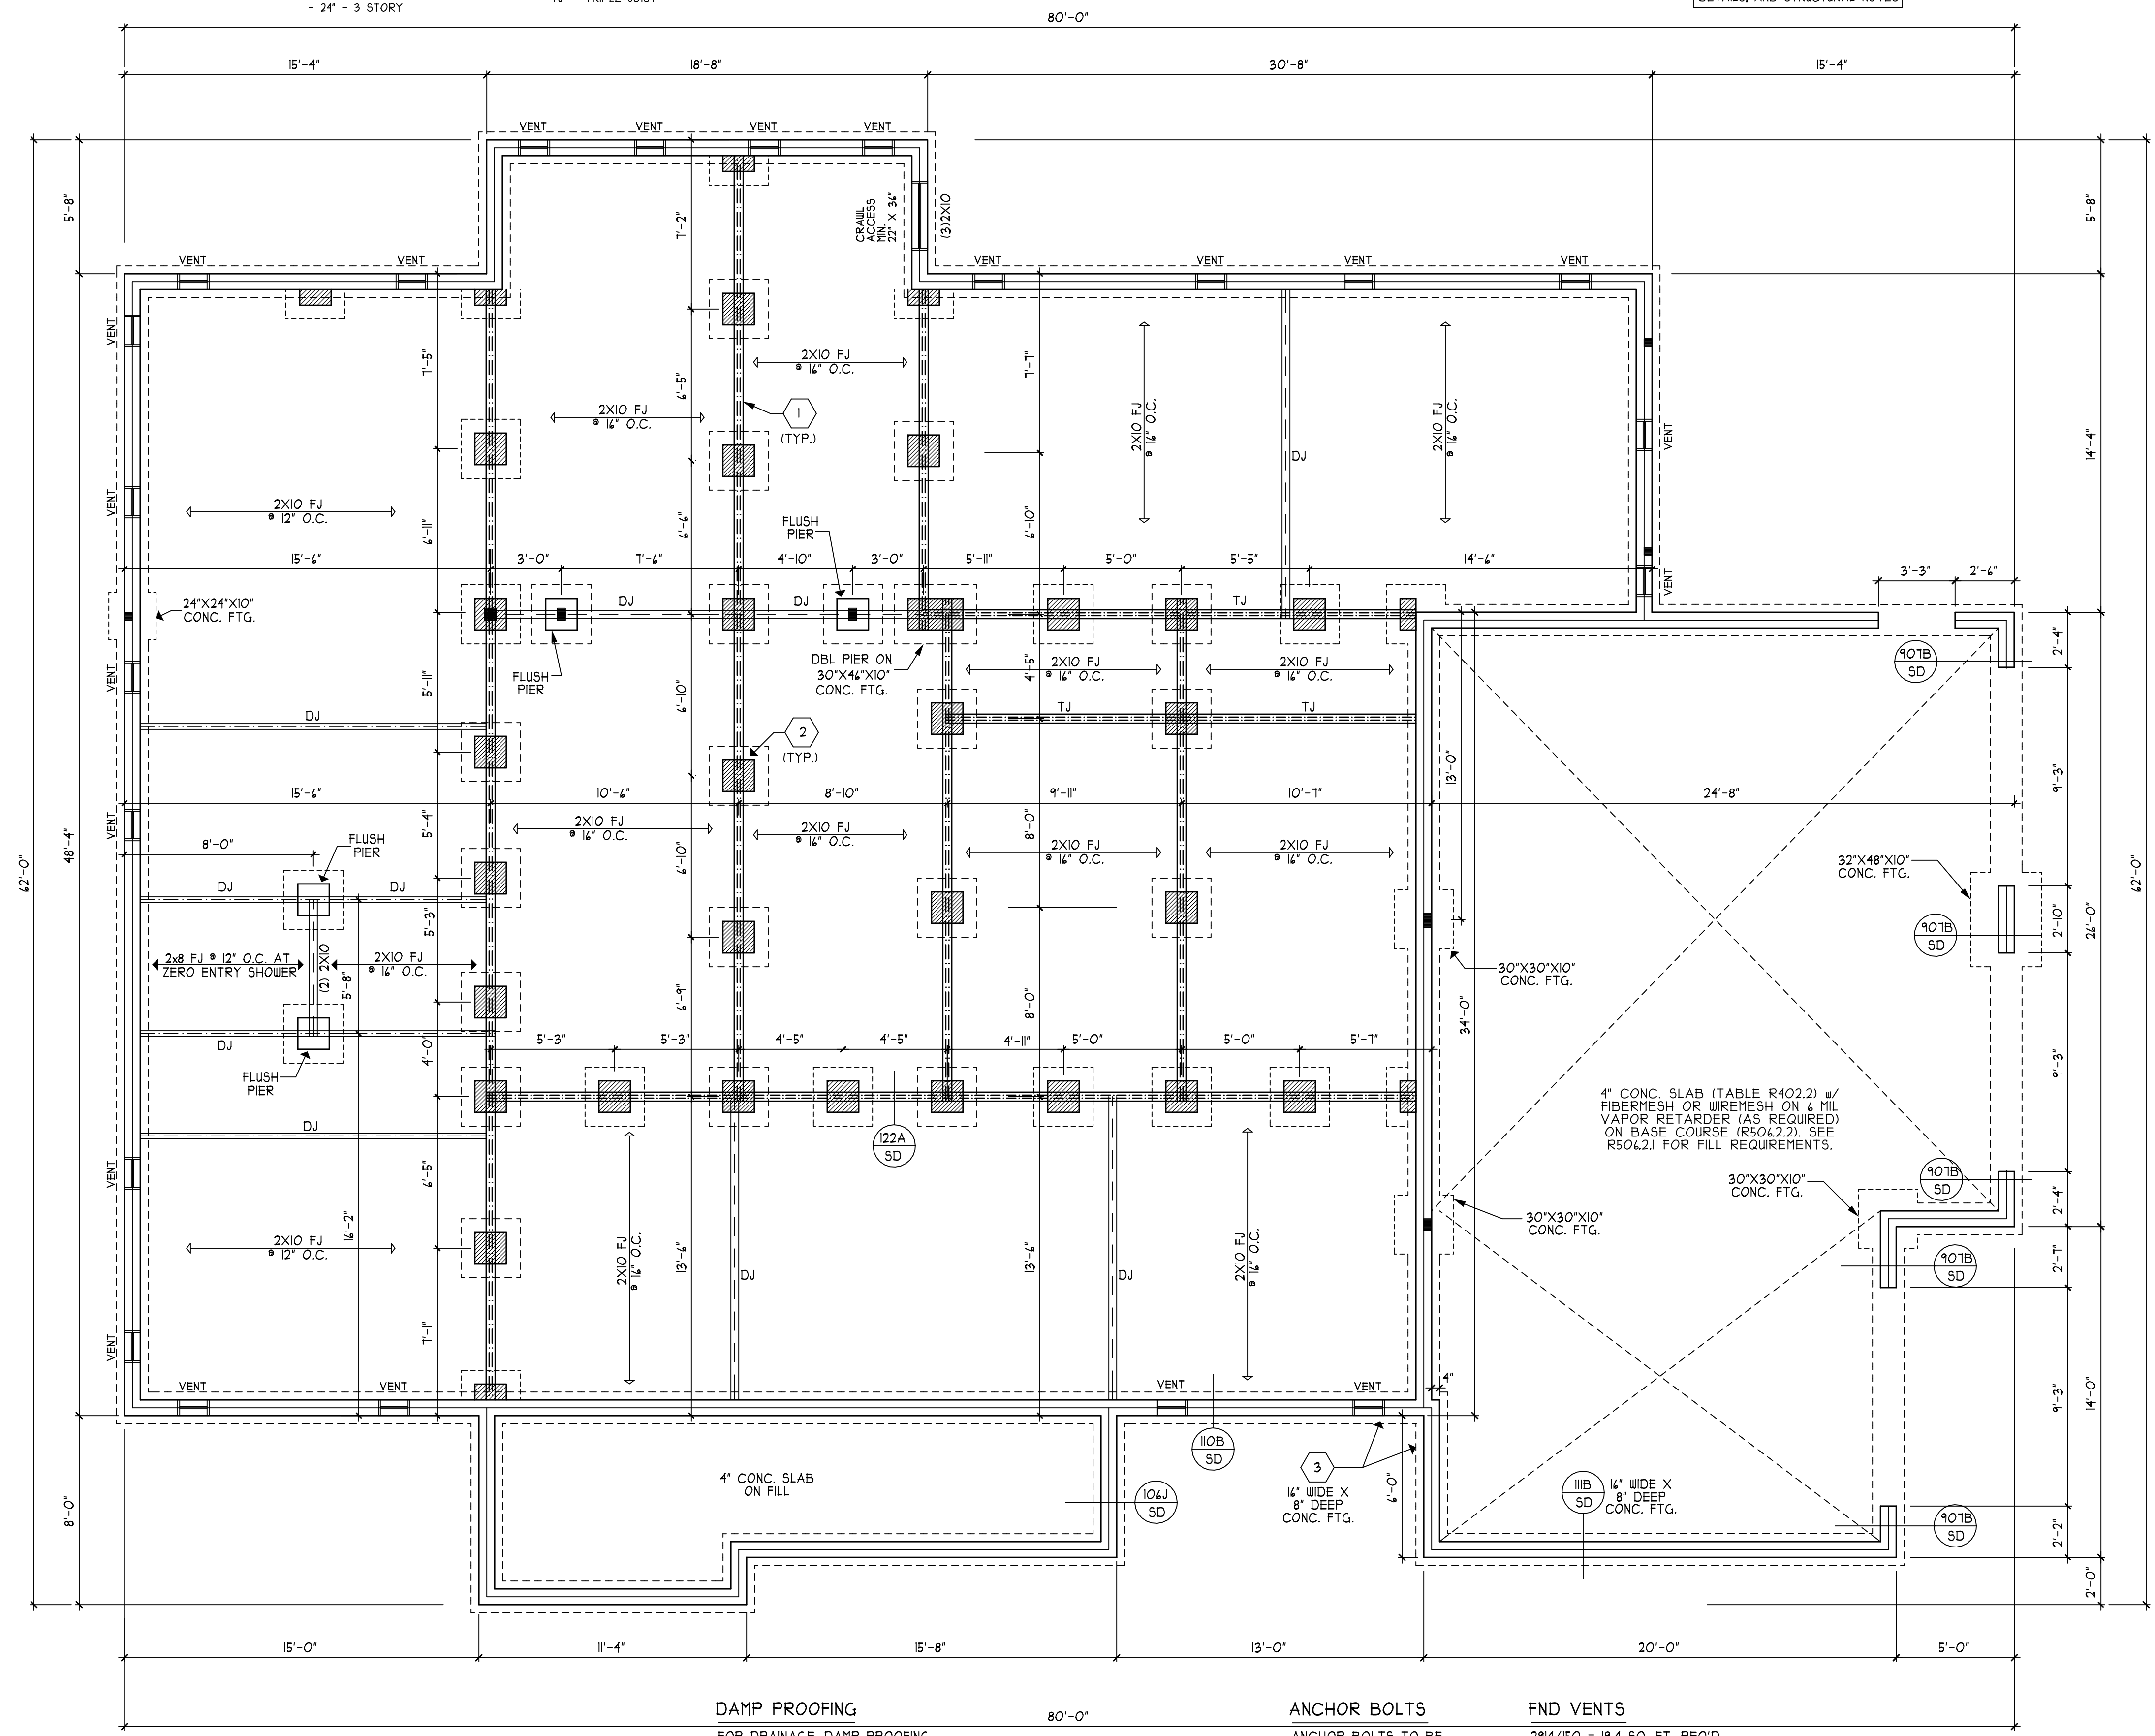 - 24" - 3 STORY
80'-0"
15'-4"
18'-8"
30'-8"
15'-4"
VENT
VENT
VENT
VENT
5'-8"
7'-2"
CRAWL
ACCESS
MIN.
22" X 36"
(3)2X10
5'-8"
VENT
VENT
VENT
VENT
VENT
VENT
VENT
7'-5"
6'-5"
2X10 FJ
@ 16" O.C.
7'-7"
2X10 FJ
@ 16" O.C.
2X10 FJ
@ 16" O.C.
2X10 FJ
@ 16" O.C.
1
(TYP.)
DJ
VENT
14'-4"
VENT
2X10 FJ
@ 12" O.C.
6'-11"
6'-6"
FLUSH
PIER
6'-10"
15'-6"
3'-0"
7'-6"
4'-10"
3'-0"
5'-11"
5'-0"
5'-5"
14'-6"
VENT
3'-3"
2'-6"
24"X24"X10"
CONC. FTG.
DJ
DJ
TJ
2'-4"
VENT
5'-11"
FLUSH
PIER
6'-10"
DBL PIER ON
30"X46"X10"
CONC. FTG.
4'-5"
2X10 FJ
@ 16" O.C.
2X10 FJ
@ 16" O.C.
907B
SD
DJ
2
(TYP.)
TJ
TJ
13'-0"
9'-3"
15'-6"
10'-6"
8'-10"
9'-11"
10'-7"
24'-8"
62'-0"
48'-4"
VENT
5'-4"
2X10 FJ
@ 16" O.C.
2X10 FJ
@ 16" O.C.
8'-0"
2X10 FJ
@ 16" O.C.
2X10 FJ
@ 16" O.C.
8'-0"
FLUSH
PIER
6'-10"
32"X48"X10"
CONC. FTG.
62'-0"
DJ
DJ
5'-3"
2'-10"
26'-0"
907B
SD
2x8 FJ @ 12" O.C. AT
ZERO ENTRY SHOWER
(2) 2X10
5'-8"
2X10 FJ
@ 16" O.C.
6'-9"
8'-0"
30"X30"X10"
CONC. FTG.
34'-0"
DJ
4'-0"
5'-3"
5'-3"
4'-5"
4'-5"
4'-11"
5'-0"
5'-0"
5'-7"
9'-3"
FLUSH
PIER
4" CONC. SLAB (TABLE R402.2) w/
FIBERMESH OR WIREMESH ON 6 MIL
VAPOR RETARDER (AS REQUIRED)
ON BASE COURSE (R506.2.2). SEE
R506.2.1 FOR FILL REQUIREMENTS.
DJ
122A
SD
VENT
6'-5"
30"X30"X10"
CONC. FTG.
907B
SD
2'-4"
16'-2"
30"X30"X10"
CONC. FTG.
2X10 FJ
@ 12" O.C.
2X10 FJ
@ 16" O.C.
13'-6"
DJ
13'-6"
DJ
2X10 FJ
@ 16" O.C.
907B
SD
2'-7"
VENT
7'-1"
VENT
VENT
VENT
VENT
4"
9'-3"
14'-0"
110B
SD
4" CONC. SLAB
ON FILL
106J
SD
3
16" WIDE X
8" DEEP
CONC. FTG.
6'-0"
111B
SD
16" WIDE X
8" DEEP
CONC. FTG.
907B
SD
8'-0"
2'-2"
2'-0"
15'-0"
11'-4"
15'-8"
13'-0"
20'-0"
5'-0"
DAMP PROOFING
80'-0"
ANCHOR BOLTS
FND VENTS